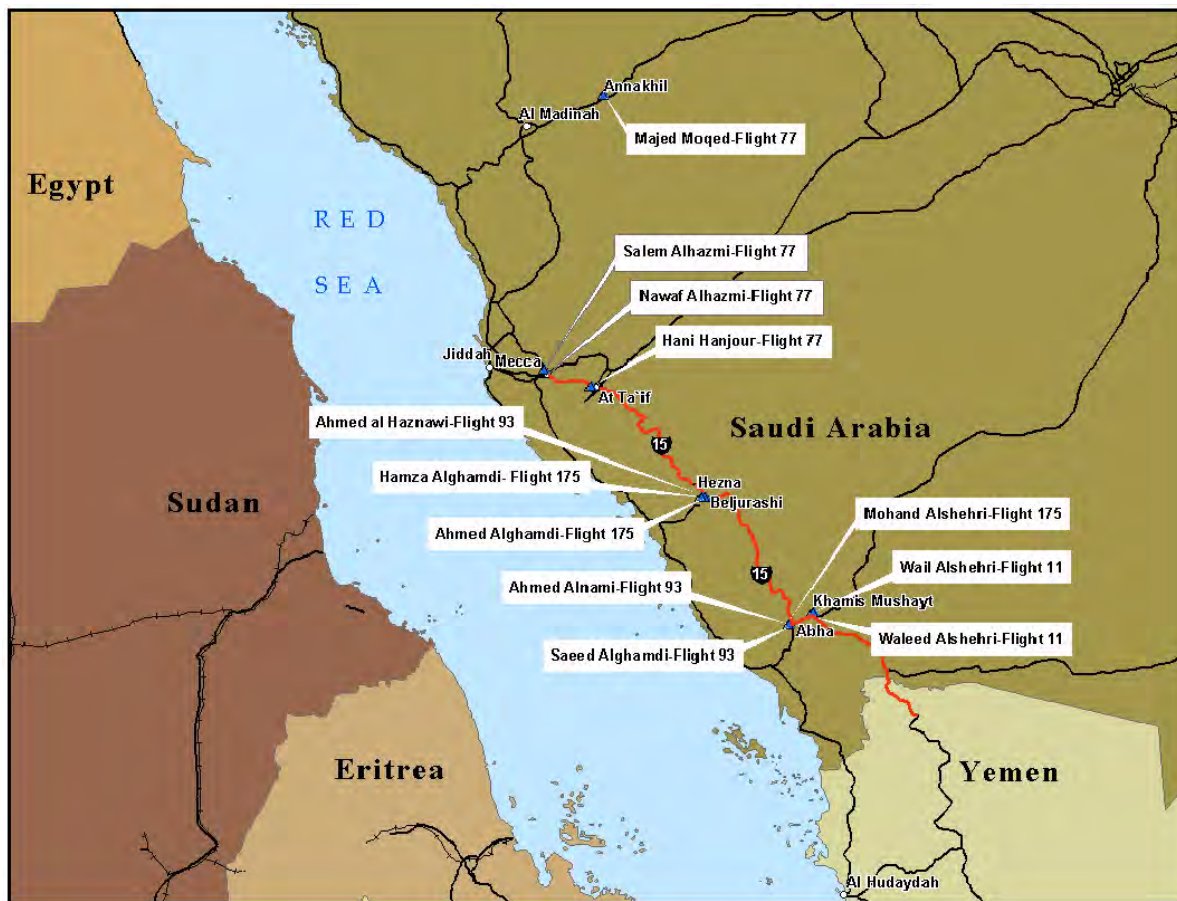 Annakhil
Al Madinah
Majed Moqed-Flight 77
Egypt
RED
SEA
Salem Alhazmi-Flight 77
Nawaf Alhazmi-Flight 77
Hani Hanjour-Flight 77
Jiddah
Mecca
At Ta`if
Ahmed al Haznawi-Flight 93
Saudi Arabia
15
Hamza Alghamdi- Flight 175
Hezna
Beljurashi
Sudan
Ahmed Alghamdi-Flight 175
Mohand Alshehri-Flight 175
15
Wail Alshehri-Flight 11
Ahmed Alnami-Flight 93
Khamis Mushayt
Abha
Waleed Alshehri-Flight 11
Saeed Alghamdi-Flight 93
Eritrea
Yemen
Al Hudaydah